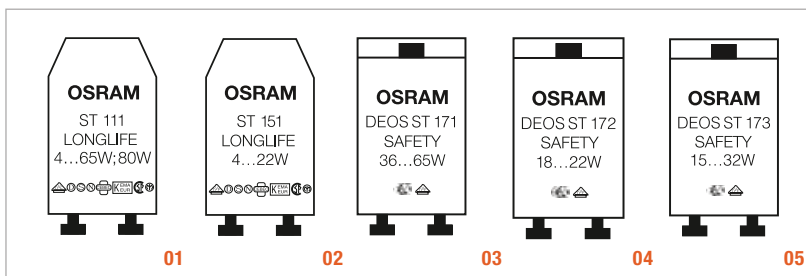 OSRAM
ST 111
LONGLIFE
4...65W;80W
01
OSRAM
ST 151
LONGLIFE
4...22W
02
OSRAM
DEOS ST 171
SAFETY
36...65W
03
OSRAM
DEOS ST 172
SAFETY
18...22W
04
OSRAM
DEOS ST 173
SAFETY
15...32W
05